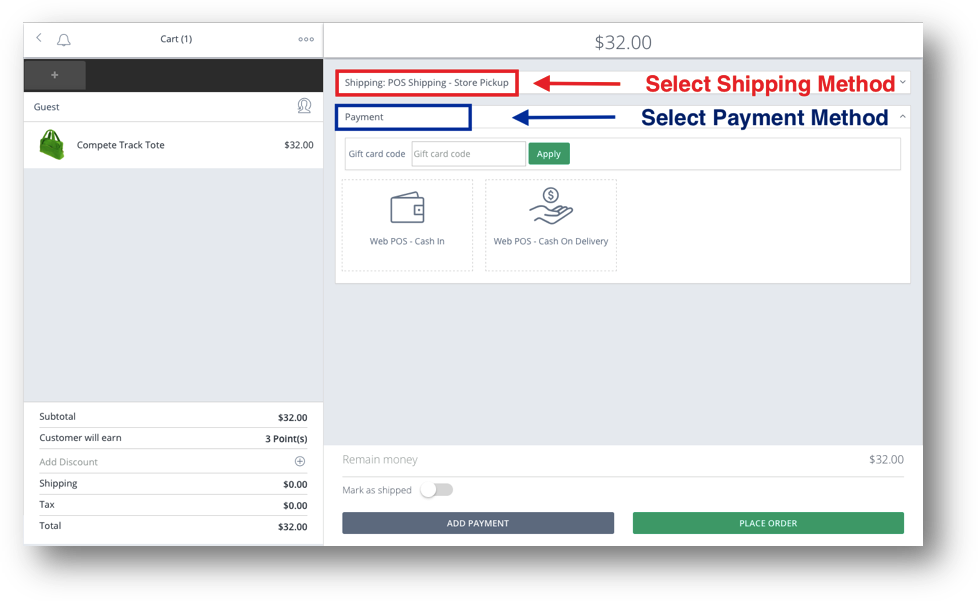 Cart (1)
$32.00
+
Shipping: POS Shipping - Store Pickup
Select Shipping Method
Guest
Payment
Select Payment Method
Compete Track Tote
$32.00
Gift card code
Gift card code
Apply
$
Web POS - Cash In
Web POS - Cash On Delivery
Subtotal
$32.00
Customer will earn
3 Point(s)
Add Discount
Shipping
$0.00
Tax
$0.00
Total
$32.00
Remain money
$32.00
Mark as shipped
ADD PAYMENT
PLACE ORDER